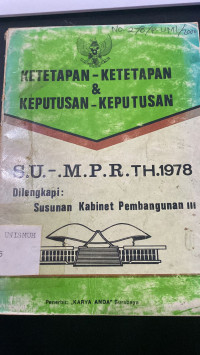 KETETAPAN - KETETAPAN
&
KEPUTUSAN - KEPUTUSAN
S.U.-.M.P.R. TH.1978
Dilengkapi:
Susunan Kabinet Pembangunan III
Penerbit: „KARYA ANDA" Surabaya